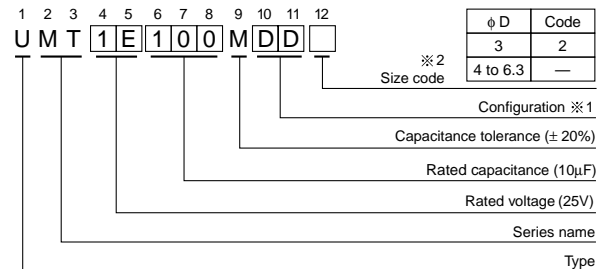 1 2 3 4 5 6 7 8 9 10 11 12
U M T 1 E 1 0 0 M D D
φ D Code
3 2
4 to 6.3 —
※2
Size code
Configuration ※1
Capacitance tolerance (± 20%)
Rated capacitance (10μF)
Rated voltage (25V)
Series name
Type